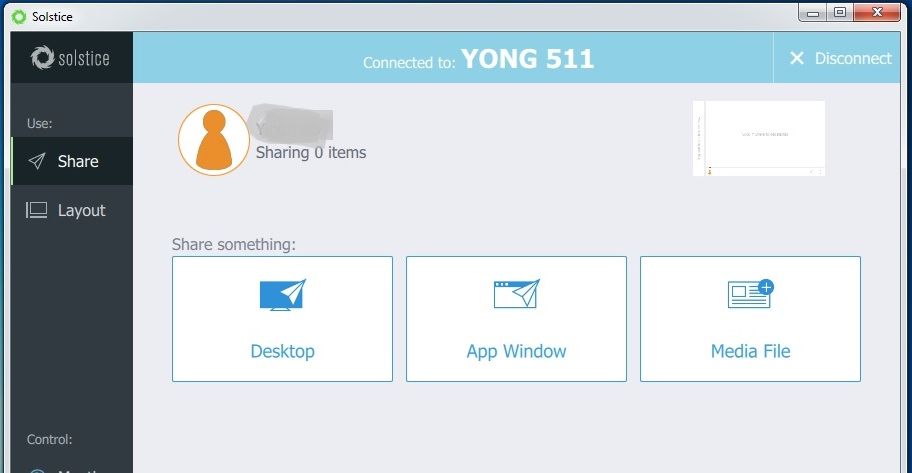 Solstice
solstice
Connected to: YONG 511
Disconnect
Use:
Share
Layout
Sharing 0 items
Share something:
Desktop
App Window
Media File
Control: